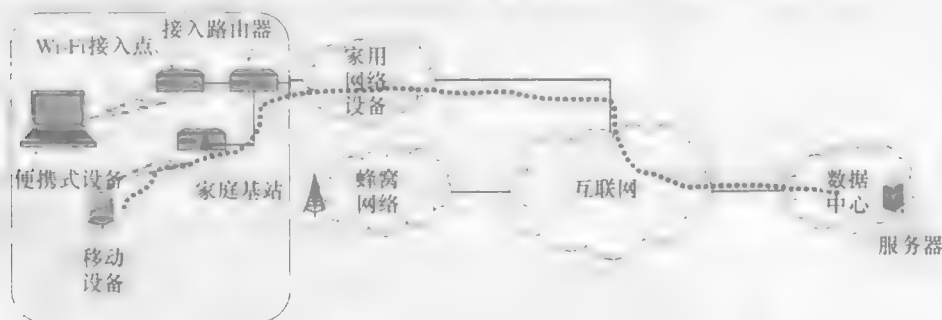 接入路由器
Wi-Fi接入点
家用
网络
设备
便携式设备
家庭基站
蜂窝
网络
互联网
数据
中心
服务器
移动
设备